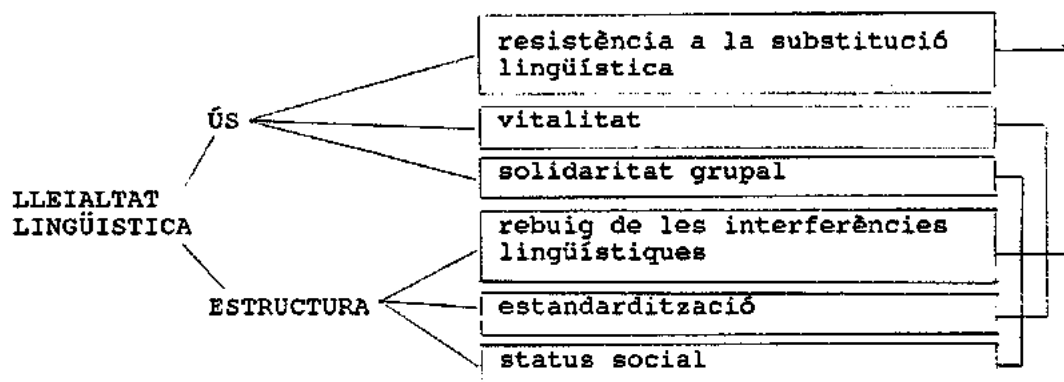 resistència a la substitució
lingüística
ÚS
vitalitat
solidaritat grupal
LLEIALTAT
LINGÜISTICA
rebuig de les interferències
lingüístiques
ESTRUCTURA
estandardització
status social